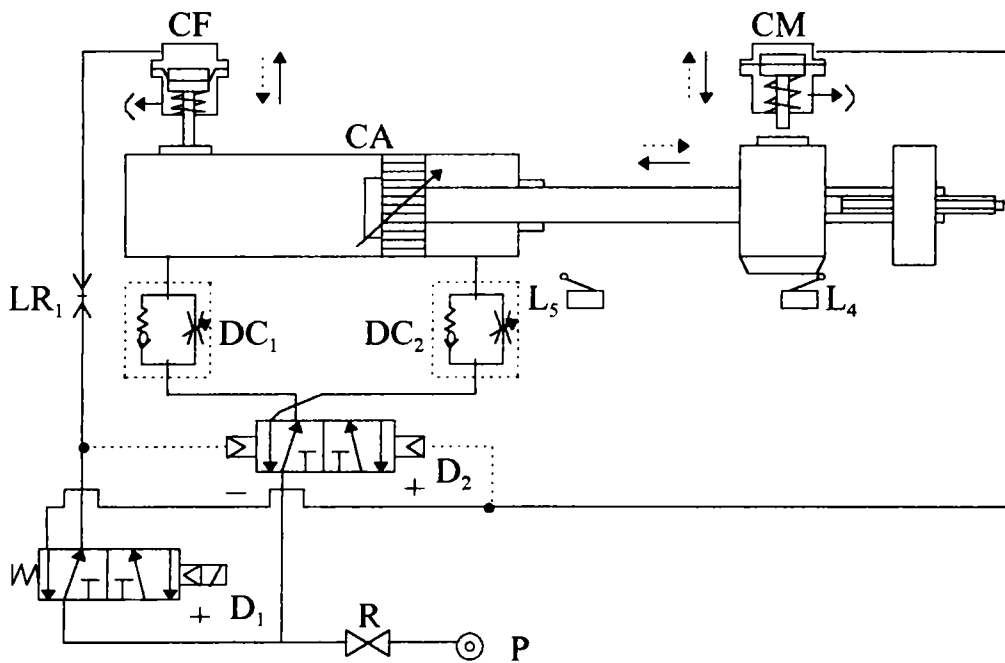 CF
CM
CA
LR₁
DC₁
DC₂
L₅
L₄
D₂
+
−
D₁
+
R
P